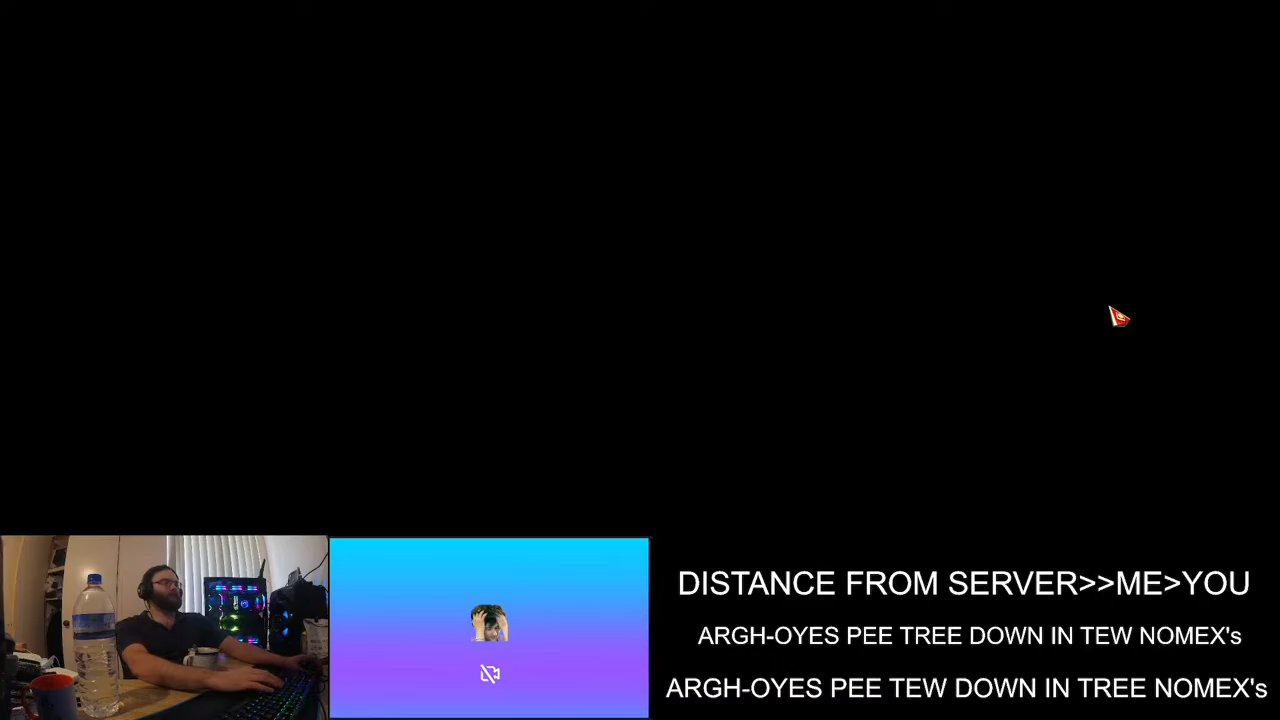 DISTANCE FROM SERVER>>ME>YOU
ARGH-OYES PEE TREE DOWN IN TEW NOMEX's
ARGH-OYES PEE TEW DOWN IN TREE NOMEX's